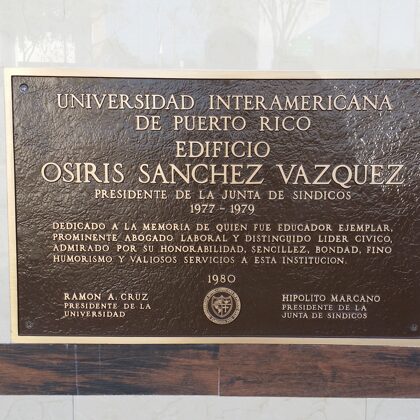 UNIVERSIDAD INTERAMERICANA
DE PUERTO RICO
EDIFICIO
OSIRIS SANCHEZ VAZQUEZ
PRESIDENTE DE LA JUNTA DE SINDICOS
1977 - 1979
DEDICADO A LA MEMORIA DE QUIEN FUE EDUCADOR EJEMPLAR,
PROMINENTE ABOGADO LABORAL Y DISTINGUIDO LIDER CIVICO,
ADMIRADO POR SU HONORABILIDAD, SENCILLEZ, BONDAD, FINO
HUMORISMO Y VALIOSOS SERVICIOS A ESTA INSTITUCION.
1980
RAMON A. CRUZ
PRESIDENTE DE LA
UNIVERSIDAD
HIPOLITO MARCANO
PRESIDENTE DE LA
JUNTA DE SINDICOS